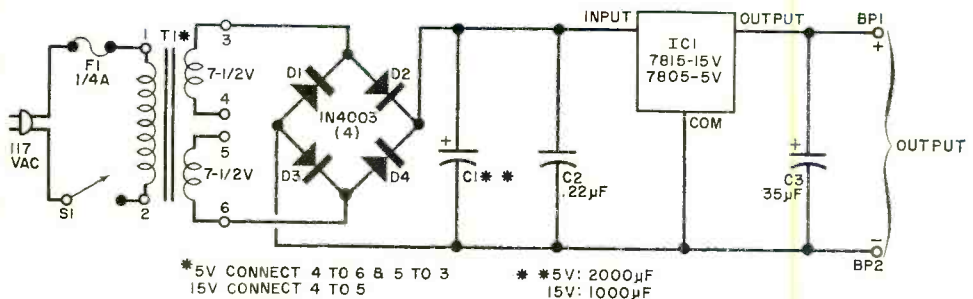 INPUT
OUTPUT
BP1
+
1
T1*
3
F1
1/4A
7-1/2V
D1
D2
IC1
7815-15V
7805-5V
4
1N4003
(4)
COM
5
117
VAC
7-1/2V
+
C1**
C2
.22µF
+
C3
35µF
OUTPUT
D3
D4
S1
2
6
–
BP2
*5V CONNECT 4 TO 6 & 5 TO 3
15V CONNECT 4 TO 5
**5V: 2000µF
15V: 1000µF